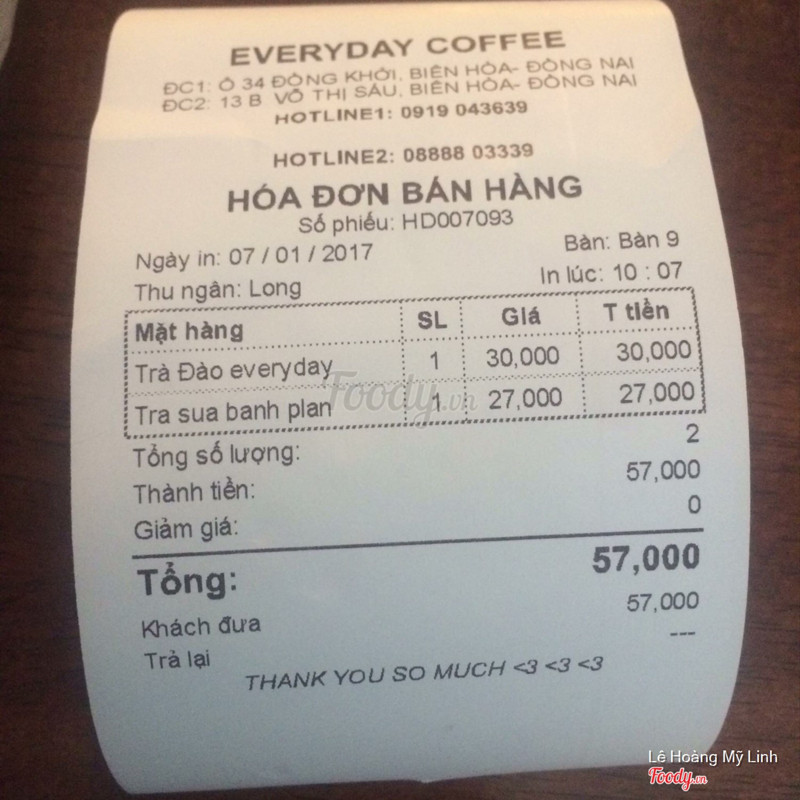 EVERYDAY COFFEE
ĐC1: Ô 34 ĐỒNG KHỞI, BIÊN HÒA- ĐỒNG NAI
ĐC2: 13 B VÕ THỊ SÁU, BIÊN HÒA- ĐỒNG NAI
HOTLINE1: 0919 043639
HOTLINE2: 08888 03339
HÓA ĐƠN BÁN HÀNG
Số phiếu: HD007093
Ngày in: 07 / 01 / 2017 Bàn: Bàn 9
Thu ngân: Long In lúc: 10 : 07
Mặt hàng SL Giá T tiền
Trà Đào everyday 1 30,000 30,000
Tra sua banh plan 1 27,000 27,000
Foody.vn
Tổng số lượng: 2
Thành tiền: 57,000
Giảm giá: 0
Tổng: 57,000
Khách đưa 57,000
Trả lại ---
THANK YOU SO MUCH <3 <3 <3
Lê Hoàng Mỹ Linh
Foody.vn